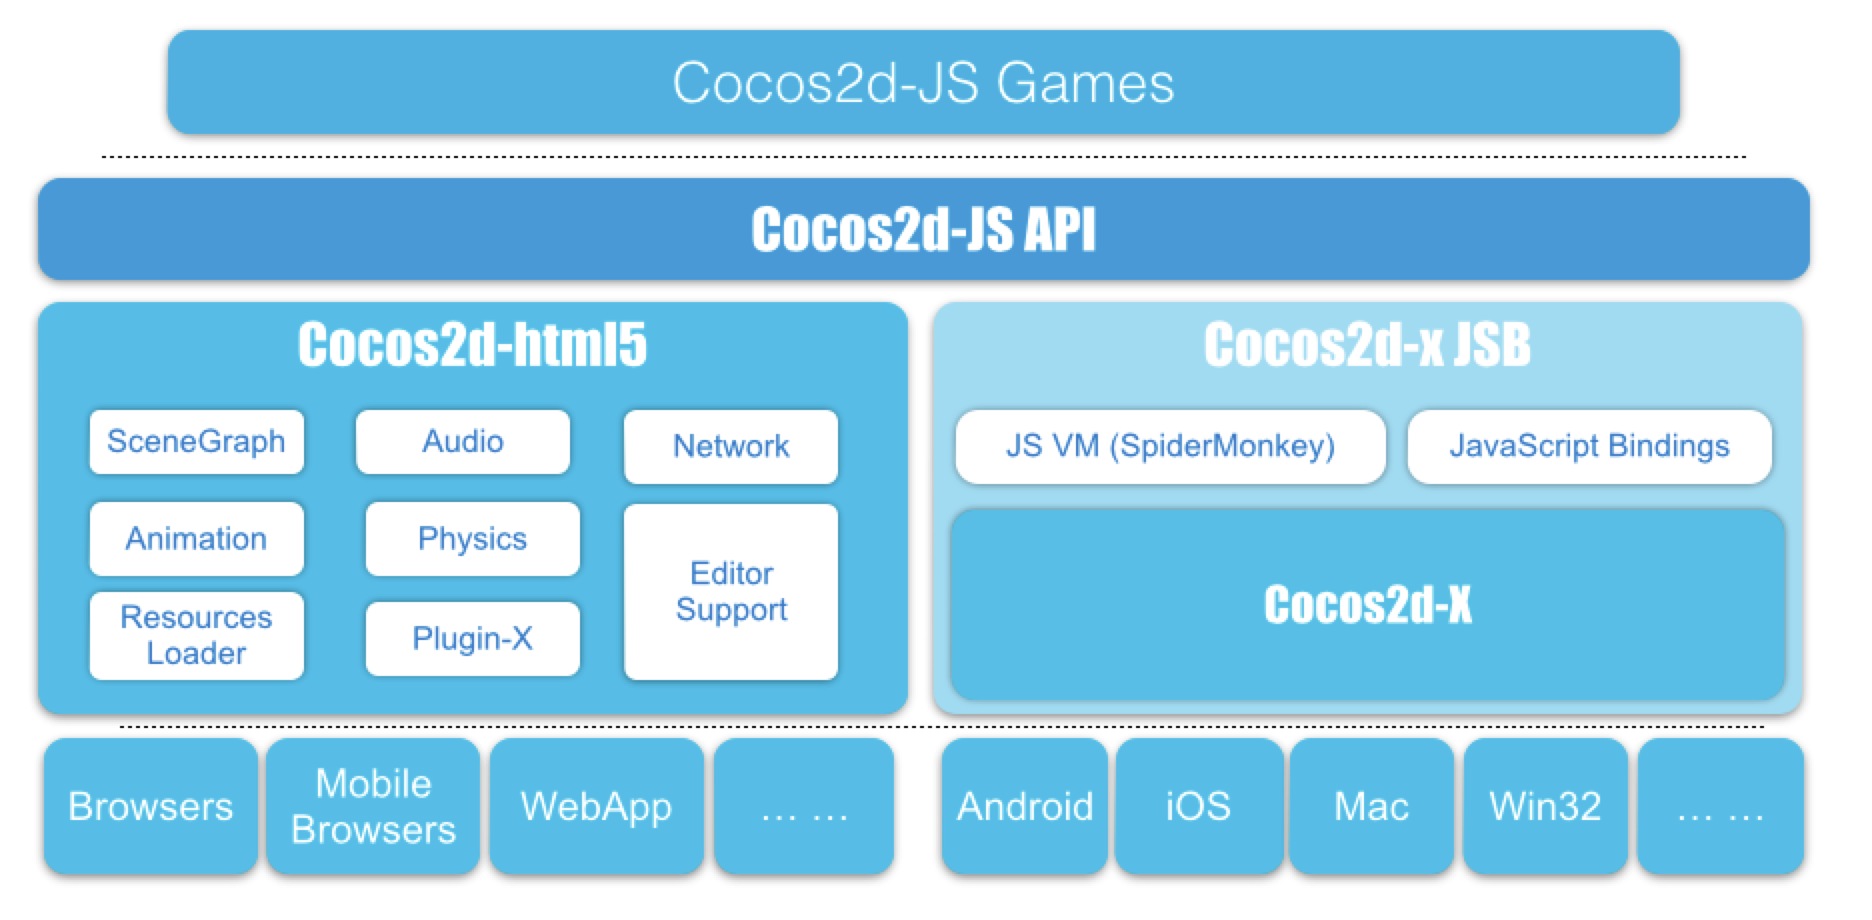 Cocos2d-JS Games
Cocos2d-JS API
Cocos2d-html5
SceneGraph
Audio
Network
Animation
Physics
Editor
Support
Resources
Loader
Plugin-X
Cocos2d-x JSB
JS VM (SpiderMonkey)
JavaScript Bindings
Cocos2d-X
Browsers
Mobile
Browsers
WebApp
... ...
Android
iOS
Mac
Win32
... ...